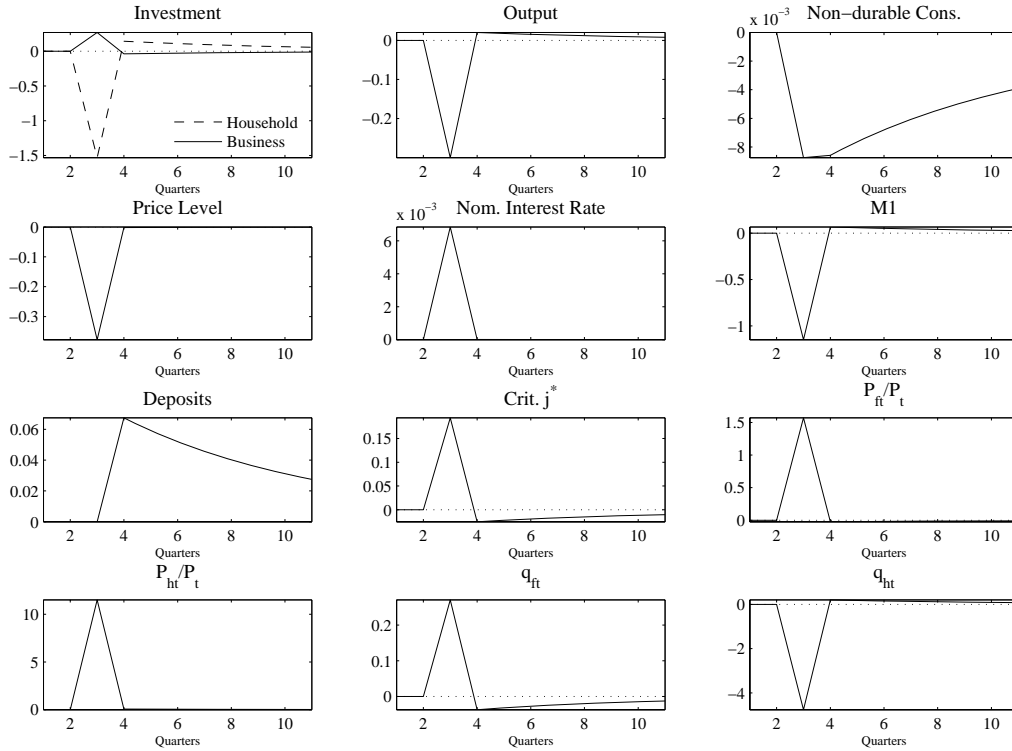 Investment
0
−0.5
−1
−1.5
2 4 6 8 10
Quarters
Household
Business
Output
0
−0.1
−0.2
2 4 6 8 10
Quarters
Non−durable Cons.
x 10⁻³
0
−2
−4
−6
−8
2 4 6 8 10
Quarters
Price Level
0
−0.1
−0.2
−0.3
2 4 6 8 10
Quarters
Nom. Interest Rate
x 10⁻³
6
4
2
0
2 4 6 8 10
Quarters
M1
0
−0.5
−1
2 4 6 8 10
Quarters
Deposits
0.06
0.04
0.02
0
2 4 6 8 10
Quarters
Crit. j*
0.15
0.1
0.05
0
2 4 6 8 10
Quarters
P_ft/P_t
1.5
1
0.5
0
2 4 6 8 10
Quarters
P_ht/P_t
10
5
0
2 4 6 8 10
Quarters
q_ft
0.2
0.1
0
2 4 6 8 10
Quarters
q_ht
0
−2
−4
2 4 6 8 10
Quarters